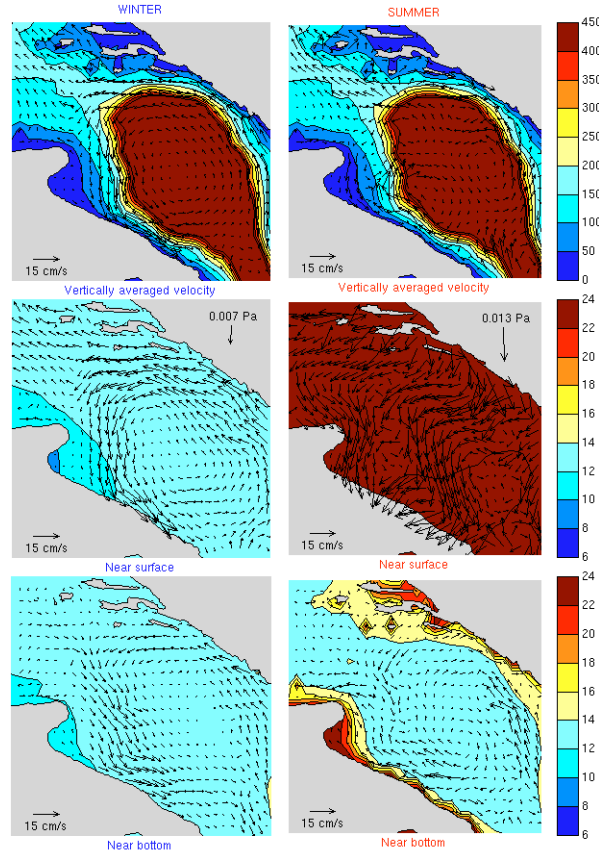 WINTER
SUMMER
450
400
350
300
250
200
150
100
50
0
15 cm/s
15 cm/s
Vertically averaged velocity
Vertically averaged velocity
0.007 Pa
0.013 Pa
24
22
20
18
16
14
12
10
8
6
15 cm/s
15 cm/s
Near surface
Near surface
24
22
20
18
16
14
12
10
8
6
15 cm/s
15 cm/s
Near bottom
Near bottom